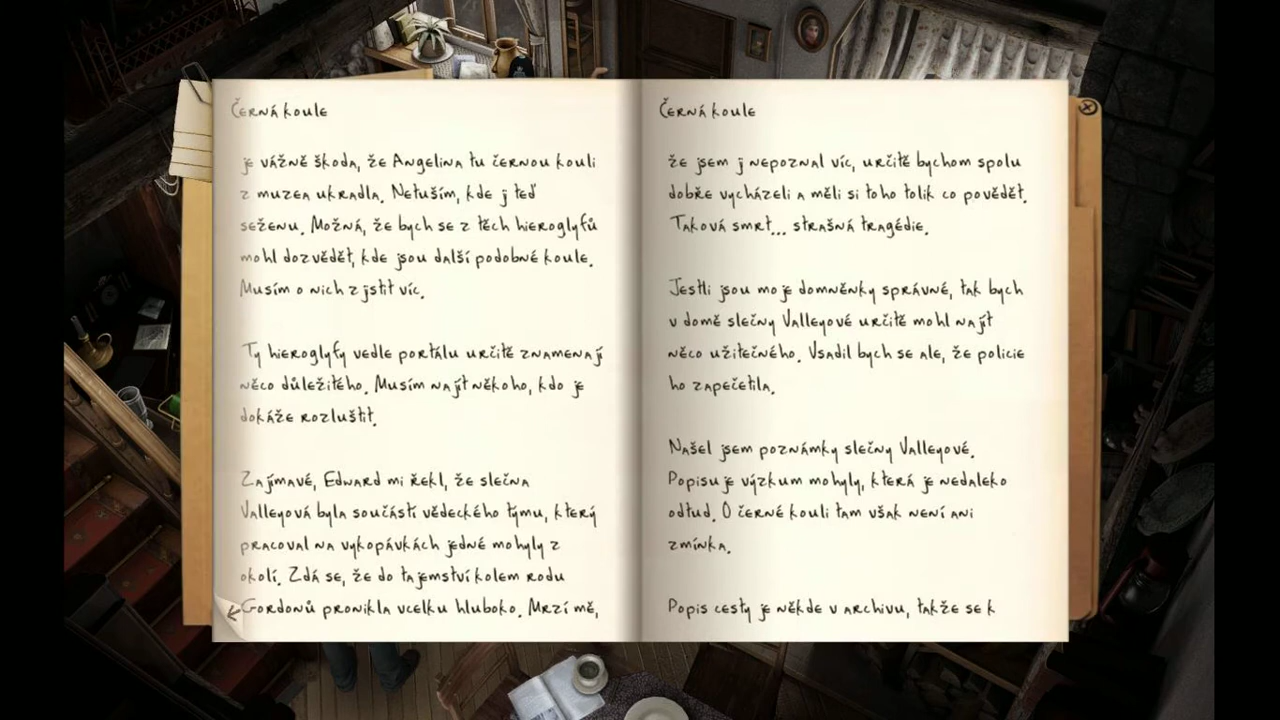 Černá koule
je vážně škoda, že Angelina tu černou kouli
z muzea ukradla. Netuším, kde ji teď
seženu. Možná, že bych se z těch hieroglyfů
mohl dozvědět, kde jsou další podobné koule.
Musím o nich zjistit víc.
Ty hieroglyfy vedle portálu určitě znamenají
něco důležitého. Musím najít někoho, kdo je
dokáže rozluštit.
Zajímavé, Edward mi řekl, že slečna
Valleyová byla součástí vědeckého týmu, který
pracoval na vykopávkách jedné mohyly z
okolí. Zdá se, že do tajemství kolem rodu
Gordonů pronikla vcelku hluboko. Mrzí mě,
Černá koule
že jsem ji nepoznal víc, určitě bychom spolu
dobře vycházeli a měli si toho tolik co povědět.
Taková smrt... strašná tragédie.
Jestli jsou moje domněnky správné, tak bych
v domě slečny Valleyové určitě mohl najít
něco užitečného. Vsadil bych se ale, že policie
ho zapečetila.
Našel jsem poznámky slečny Valleyové.
Popisuje výzkum mohyly, která je nedaleko
odtud. O černé kouli tam však není ani
zmínka.
Popis cesty je někde v archivu, takže se k